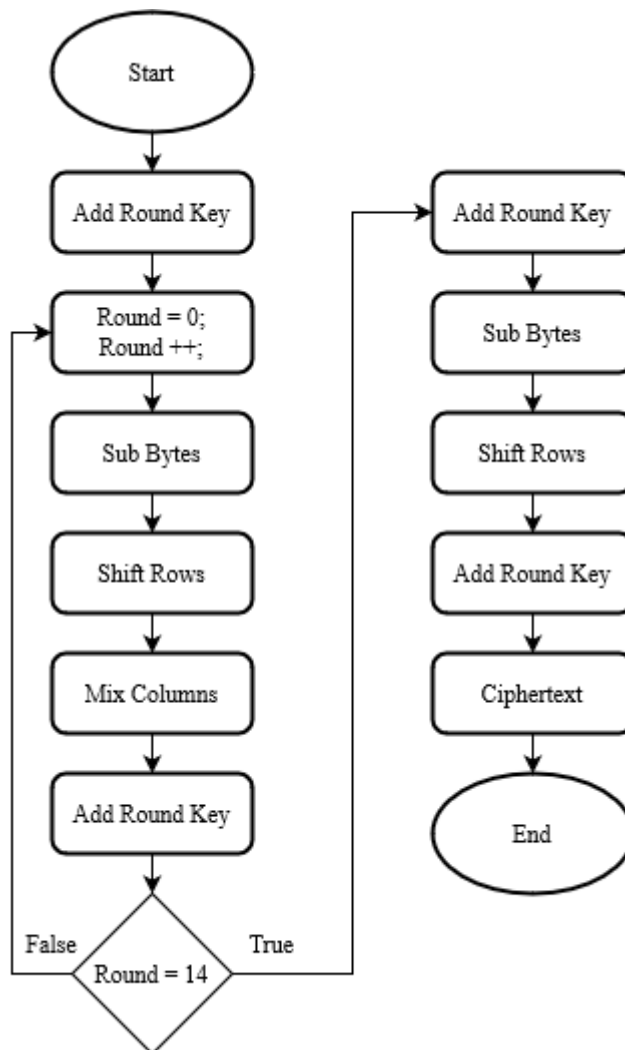 Start
Add Round Key
Round = 0;
Round ++;
Sub Bytes
Shift Rows
Mix Columns
Add Round Key
False
Round = 14
True
Add Round Key
Sub Bytes
Shift Rows
Add Round Key
Ciphertext
End